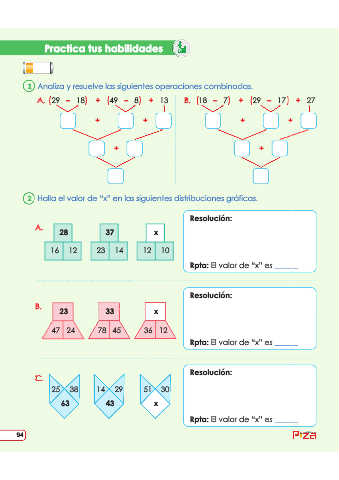 Practica tus habilidades
1 Analiza y resuelve las siguientes operaciones combinadas.
A. (29 - 18) + (49 - 8) + 13
B. (18 - 7) + (29 - 17) + 27
+ +
+ +
+
+
2 Halla el valor de "x" en las siguientes distribuciones gráficas.
A.
28 37 x
16 12 23 14 12 10
Resolución:
Rpta: El valor de "x" es ______
B.
23 33 x
47 24 78 45 36 12
Resolución:
Rpta: El valor de "x" es ______
C.
25 38 14 29 51 30
63 43 x
Resolución:
Rpta: El valor de "x" es ______
94